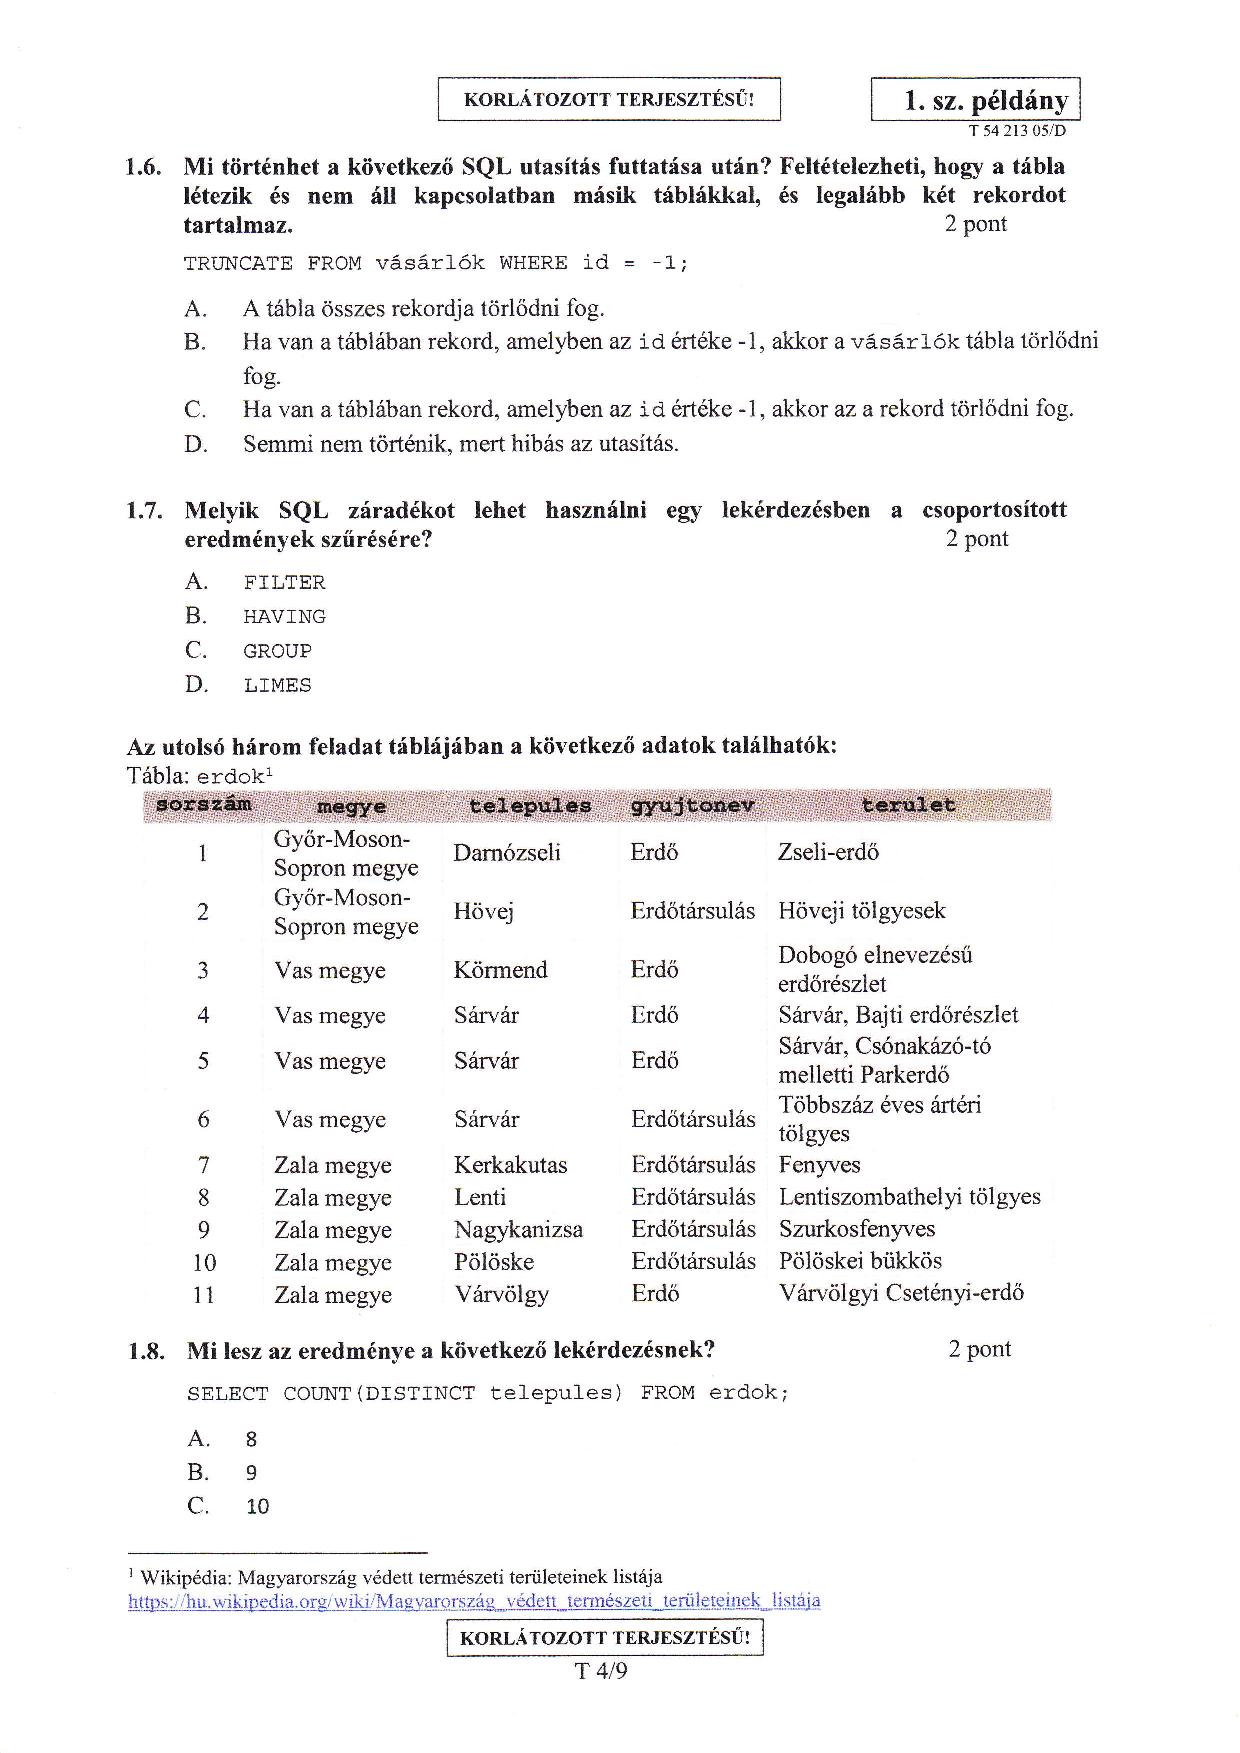 KORLÁTOZOTT TERJESZTÉSŰ!
1. sz. példány
T 54 213 05/D
1.6. Mi történhet a következő SQL utasítás futtatása után? Feltételezheti, hogy a tábla
létezik és nem áll kapcsolatban másik táblákkal, és legalább két rekordot
tartalmaz. 2 pont
TRUNCATE FROM vásárlók WHERE id = -1;
A. A tábla összes rekordja törlődni fog.
B. Ha van a táblában rekord, amelyben az id értéke -1, akkor a vásárlók tábla törlődni
fog.
C. Ha van a táblában rekord, amelyben az id értéke -1, akkor az a rekord törlődni fog.
D. Semmi nem történik, mert hibás az utasítás.
1.7. Melyik SQL záradékot lehet használni egy lekérdezésben a csoportosított
eredmények szűrésére? 2 pont
A. FILTER
B. HAVING
C. GROUP
D. LIMES
Az utolsó három feladat táblájában a következő adatok találhatók:
Tábla: erdok¹
sorszám megye telepules gyujtonev terulet
1 Győr-Moson-
Sopron megye Darnózseli Erdő Zseli-erdő
2 Győr-Moson-
Sopron megye Hövej Erdőtársulás Höveji tölgyesek
3 Vas megye Körmend Erdő Dobogó elnevezésű
erdőrészlet
4 Vas megye Sárvár Erdő Sárvár, Bajti erdőrészlet
5 Vas megye Sárvár Erdő Sárvár, Csónakázó-tó
melletti Parkerdő
6 Vas megye Sárvár Erdőtársulás Többszáz éves ártéri
tölgyes
7 Zala megye Kerkakutas Erdőtársulás Fenyves
8 Zala megye Lenti Erdőtársulás Lentiszombathelyi tölgyes
9 Zala megye Nagykanizsa Erdőtársulás Szurkosfenyves
10 Zala megye Pölöske Erdőtársulás Pölöskei bükkös
11 Zala megye Várvölgy Erdő Várvölgyi Csetényi-erdő
1.8. Mi lesz az eredménye a következő lekérdezésnek? 2 pont
SELECT COUNT(DISTINCT telepules) FROM erdok;
A. 8
B. 9
C. 10
¹ Wikipédia: Magyarország védett természeti területeinek listája
https://hu.wikipedia.org/wiki/Magyarország_védett_természeti_területeinek_listája
KORLÁTOZOTT TERJESZTÉSŰ!
T 4/9